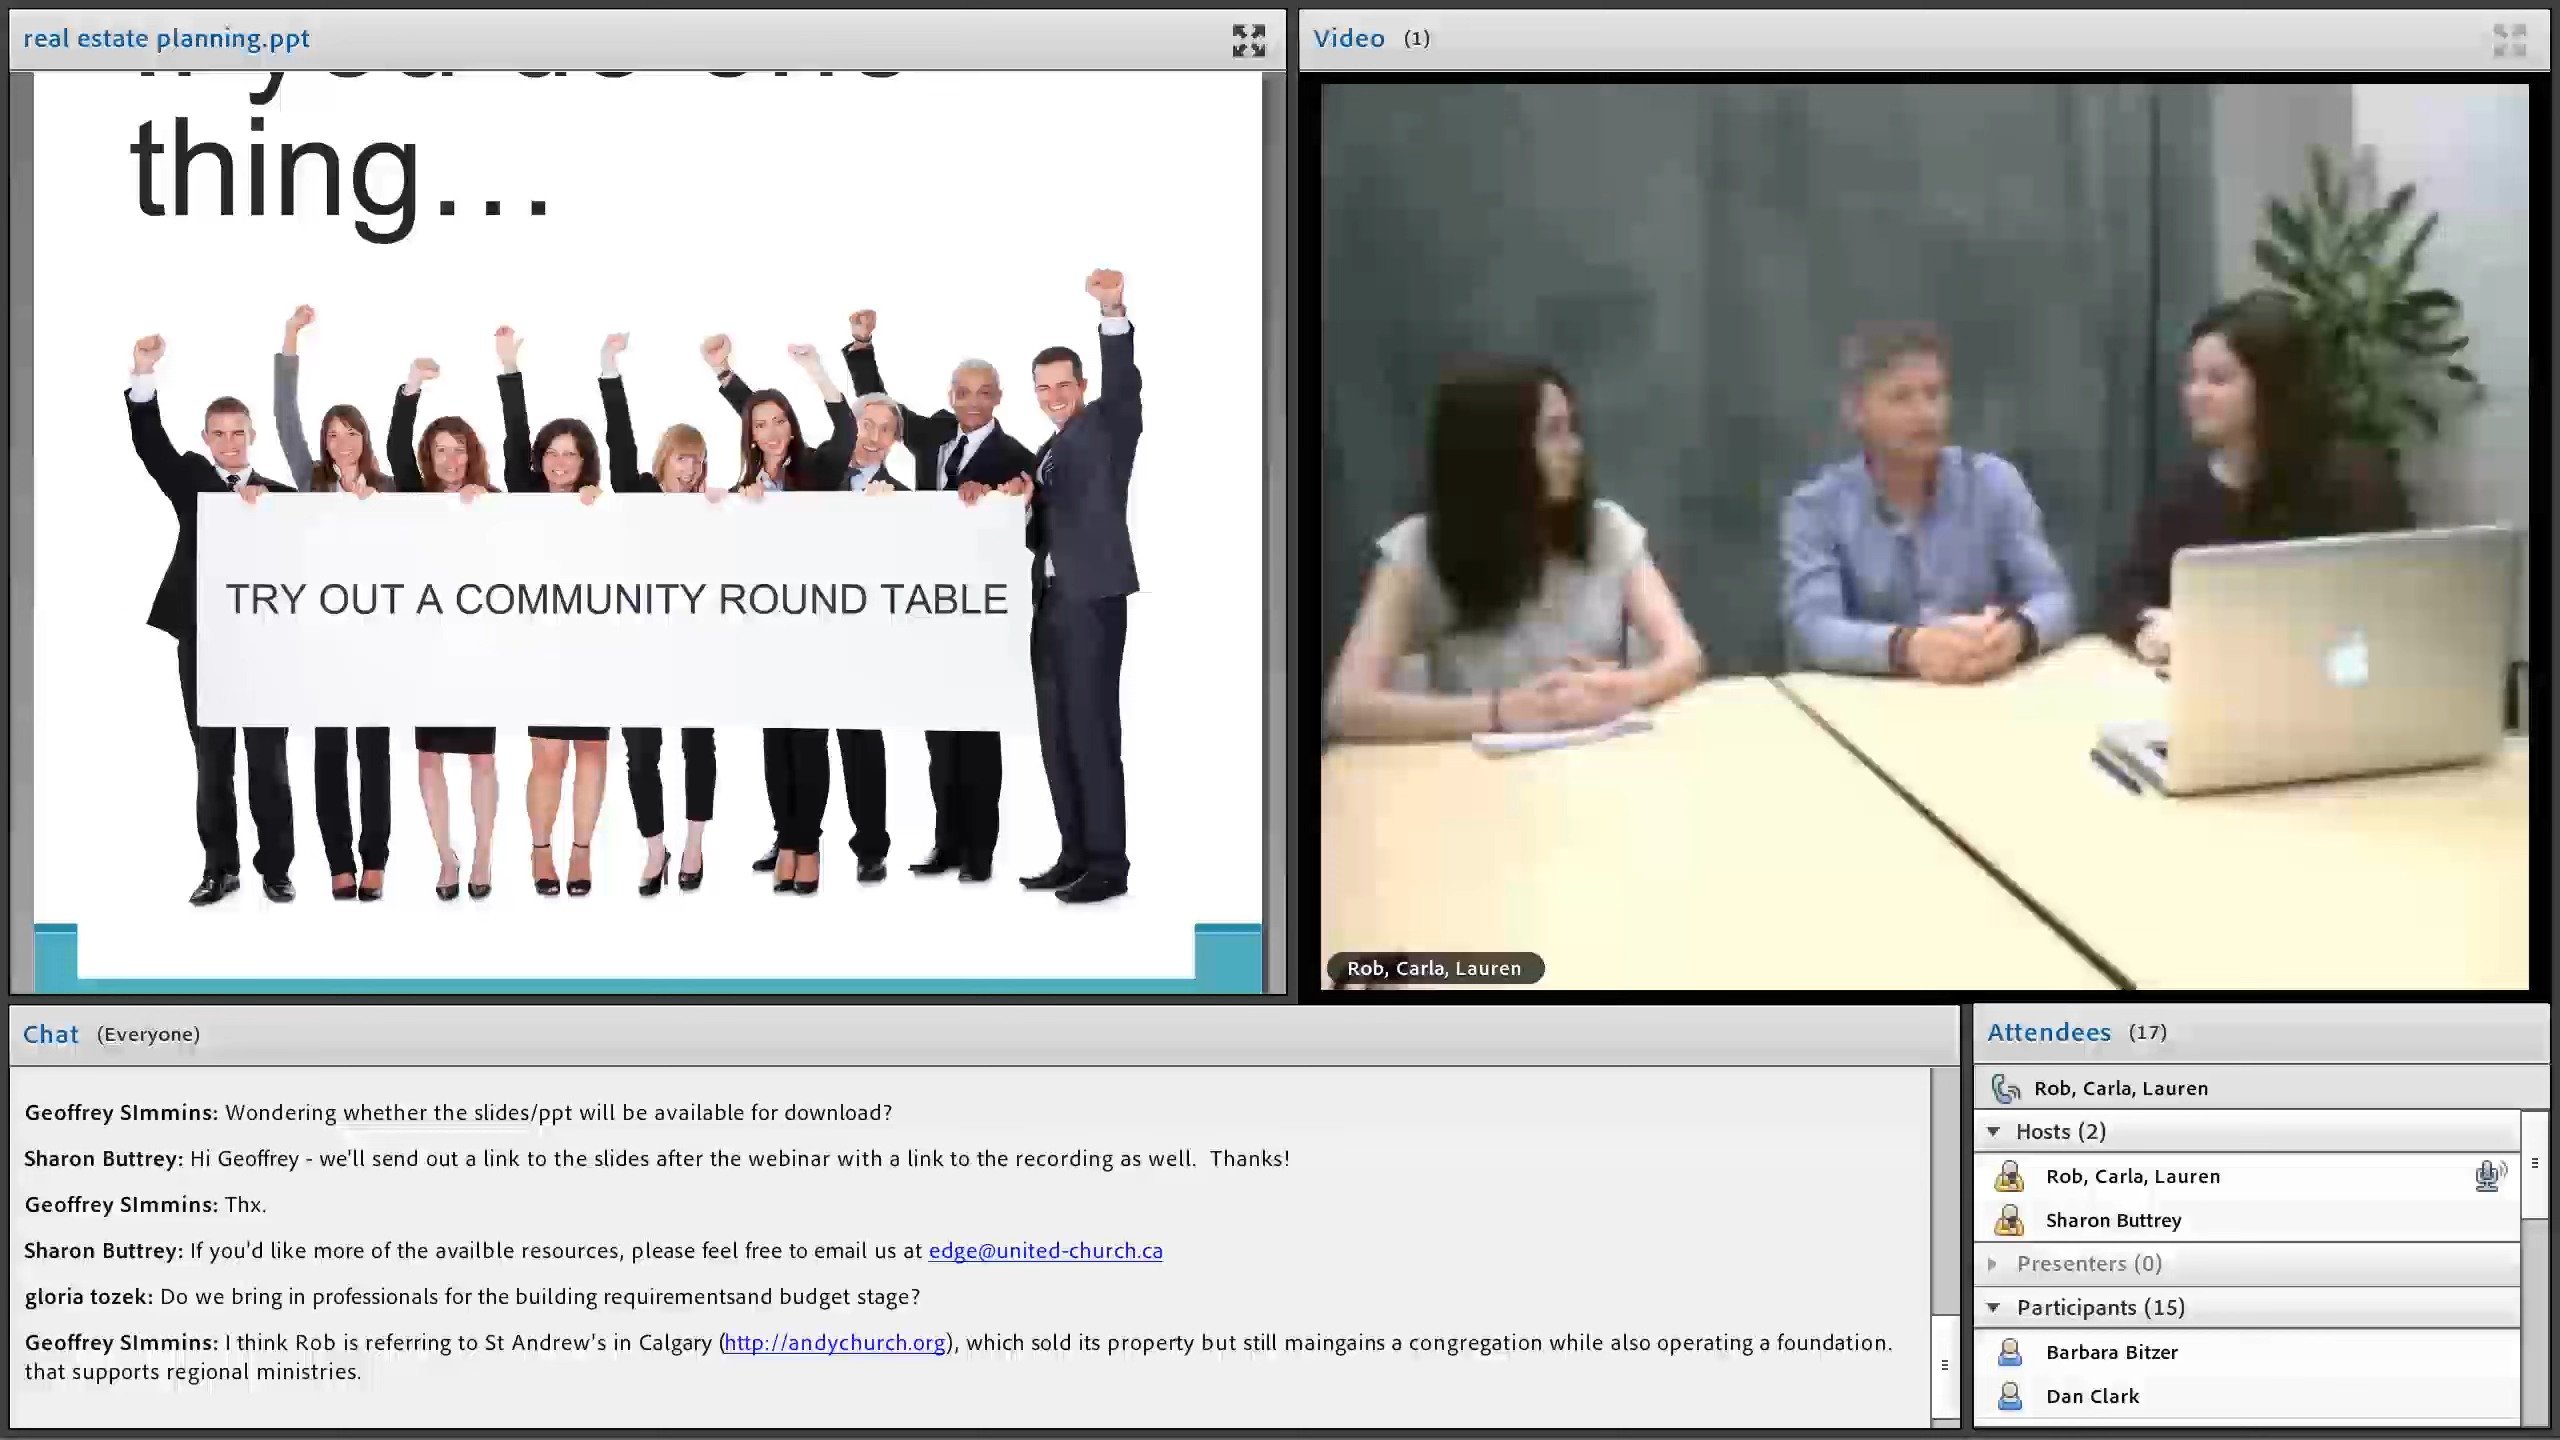 real estate planning.ppt
If you do one
thing...
TRY OUT A COMMUNITY ROUND TABLE
Video (1)
Rob, Carla, Lauren
Chat (Everyone)
Geoffrey SImmins: Wondering whether the slides/ppt will be available for download?
Sharon Buttrey: Hi Geoffrey - we'll send out a link to the slides after the webinar with a link to the recording as well.  Thanks!
Geoffrey SImmins: Thx.
Sharon Buttrey: If you'd like more of the availble resources, please feel free to email us at edge@united-church.ca
gloria tozek: Do we bring in professionals for the building requirementsand budget stage?
Geoffrey SImmins: I think Rob is referring to St Andrew's in Calgary (http://andychurch.org), which sold its property but still maingains a congregation while also operating a foundation.
that supports regional ministries.
Attendees (17)
Rob, Carla, Lauren
Hosts (2)
Rob, Carla, Lauren
Sharon Buttrey
Presenters (0)
Participants (15)
Barbara Bitzer
Dan Clark